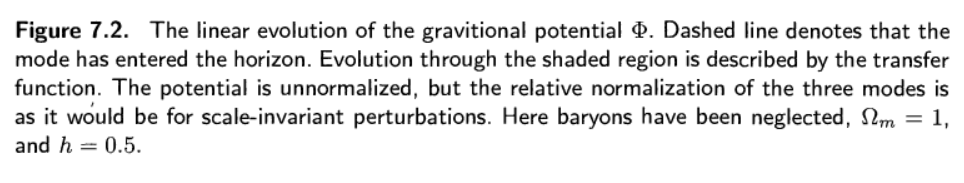 Figure 7.2. The linear evolution of the gravitional potential Φ. Dashed line denotes that the
mode has entered the horizon. Evolution through the shaded region is described by the transfer
function. The potential is unnormalized, but the relative normalization of the three modes is
as it would be for scale-invariant perturbations. Here baryons have been neglected, Ωm = 1,
and h = 0.5.